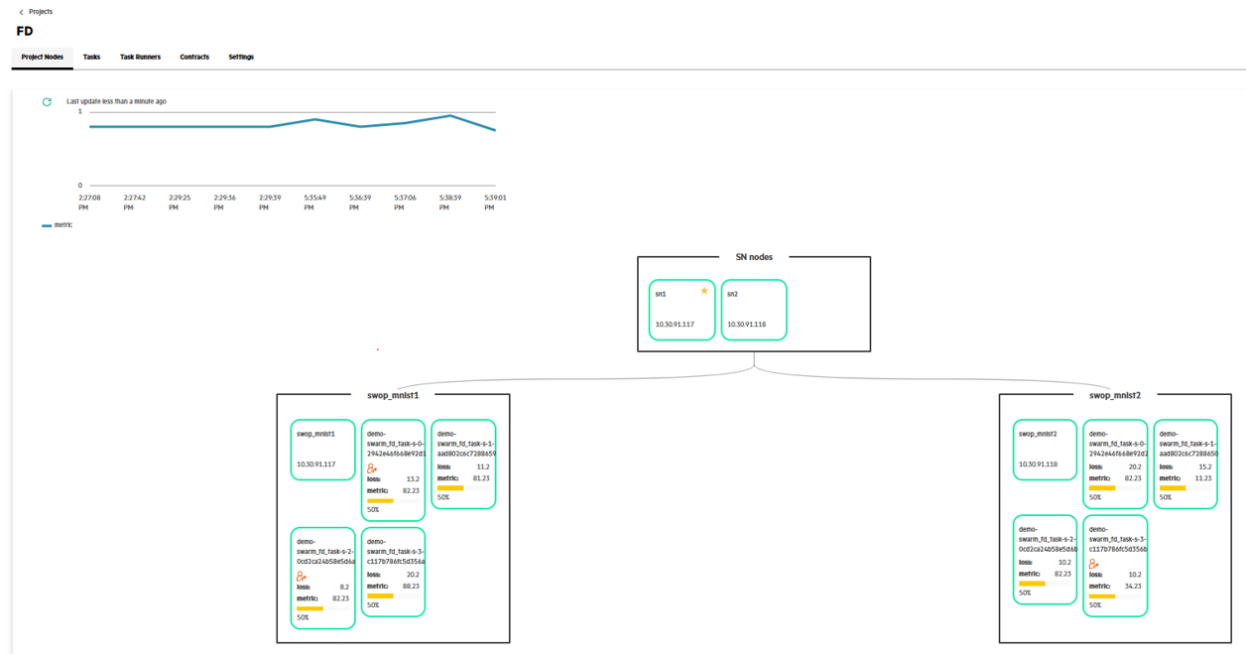 Projects
FD
Project Nodes Tasks Task Runners Contracts Settings
Last update less than a minute ago
1
0
2:27:08 PM 2:27:42 PM 2:29:25 PM 2:29:36 PM 2:29:39 PM 5:35:49 PM 5:36:39 PM 5:37:06 PM 5:38:39 PM 5:39:01 PM
metric
SN nodes
sn1
10.30.91.117
sn2
10.30.91.118
swop_mnist1
swop_mnist1
10.30.91.117
demo-
swarm_fd_task-s-0-
2942e46f668e92d1
loss: 13.2
metric: 82.23
50%
demo-
swarm_fd_task-s-1-
aad802c6c7288659
loss: 11.2
metric: 81.23
50%
demo-
swarm_fd_task-s-2-
0cd2ca24b58e5d6a
loss: 8.2
metric: 82.23
50%
demo-
swarm_fd_task-s-3-
c117b786fc5d356a
loss: 20.2
metric: 88.23
50%
swop_mnist2
swop_mnist2
10.30.91.118
demo-
swarm_fd_task-s-0-
2942e46f668e92d2
loss: 20.2
metric: 82.23
50%
demo-
swarm_fd_task-s-1-
aad802c6c7288650
loss: 15.2
metric: 11.23
50%
demo-
swarm_fd_task-s-2-
0cd2ca24b58e5d6b
loss: 10.2
metric: 82.23
50%
demo-
swarm_fd_task-s-3-
c117b786fc5d356b
loss: 10.2
metric: 34.23
50%